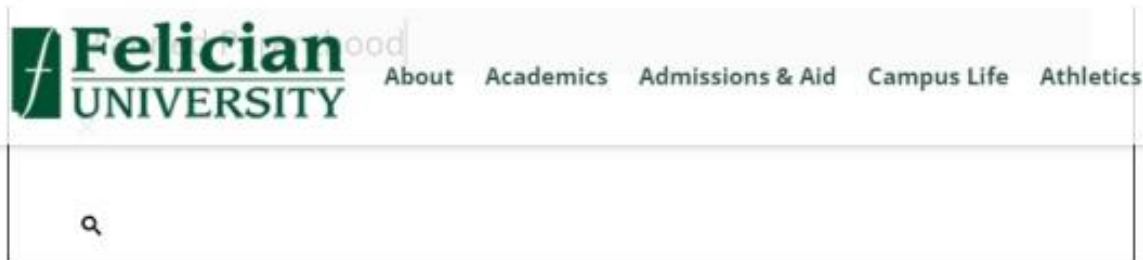 Felician
UNIVERSITY
About Academics Admissions & Aid Campus Life Athletics